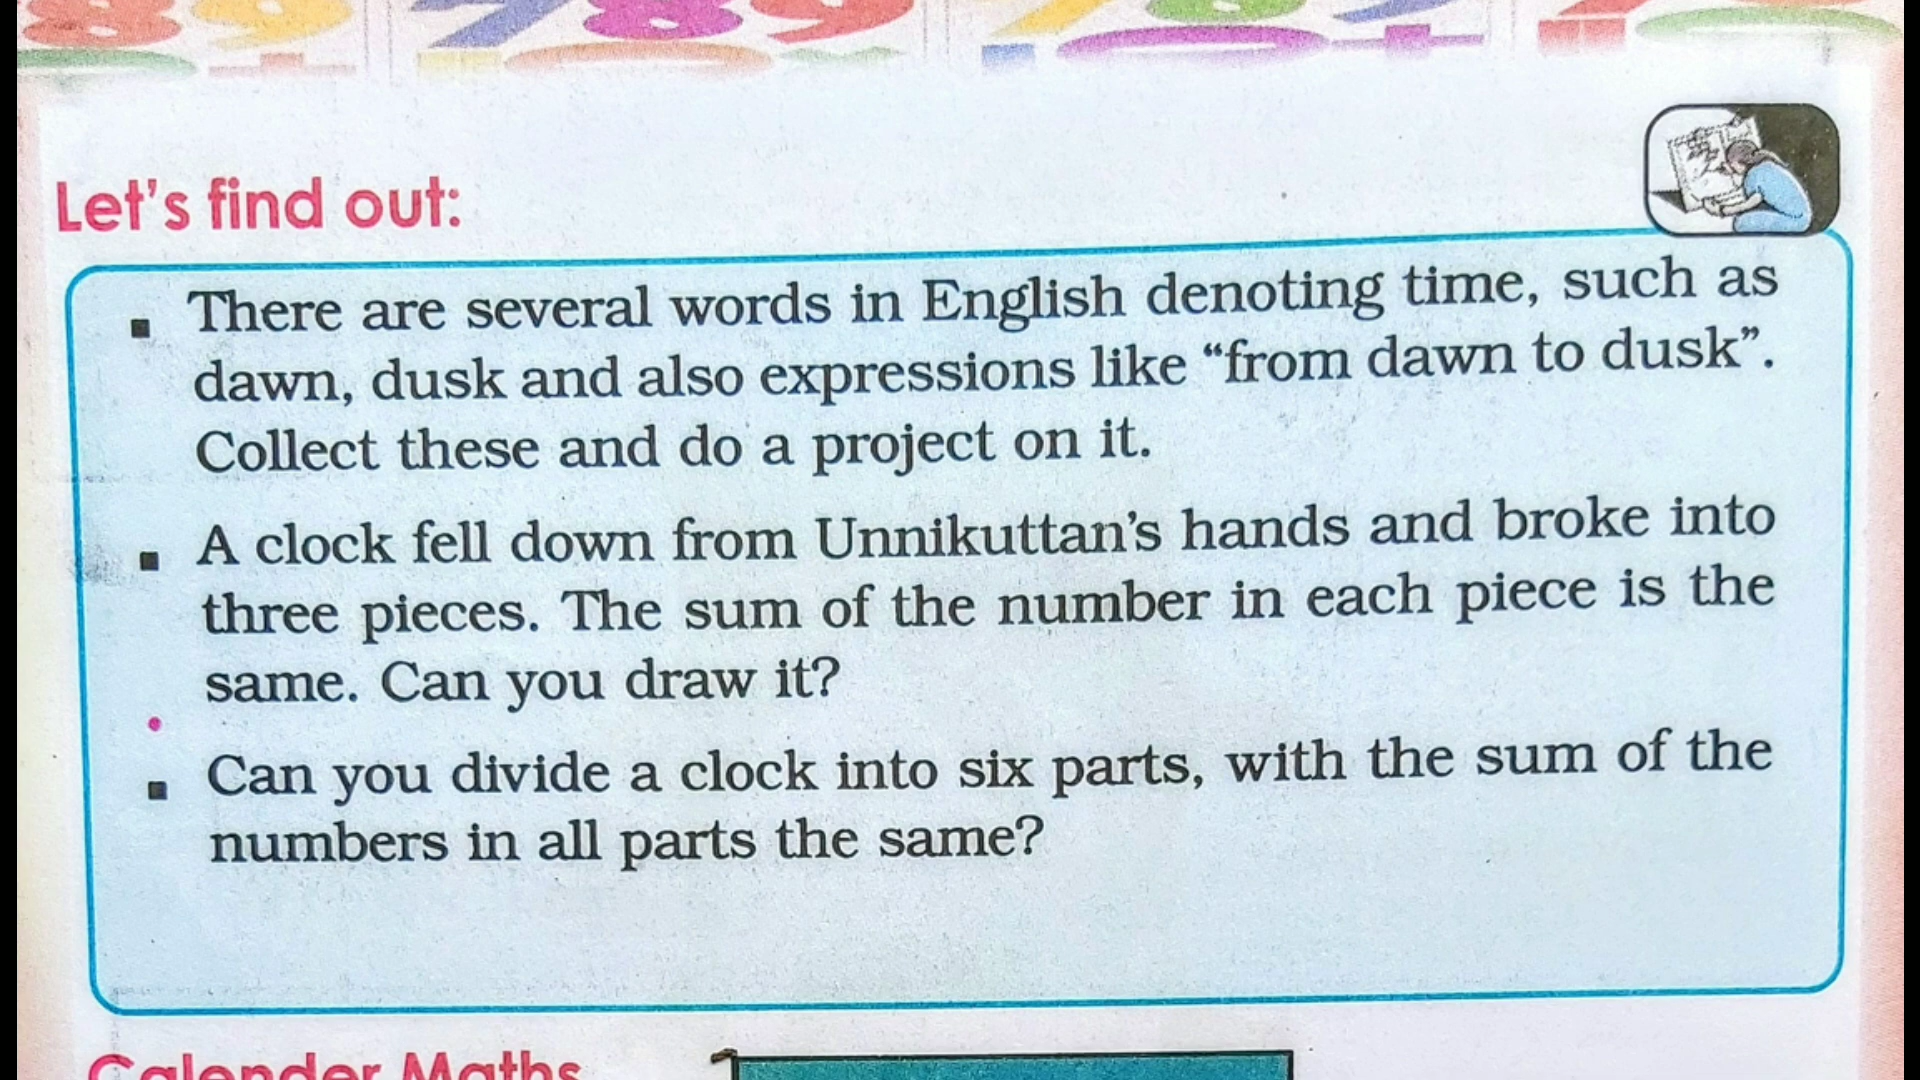 Let's find out:
▪ There are several words in English denoting time, such as
dawn, dusk and also expressions like “from dawn to dusk”.
Collect these and do a project on it.
▪ A clock fell down from Unnikuttan’s hands and broke into
three pieces. The sum of the number in each piece is the
same. Can you draw it?
▪ Can you divide a clock into six parts, with the sum of the
numbers in all parts the same?
Calender Maths